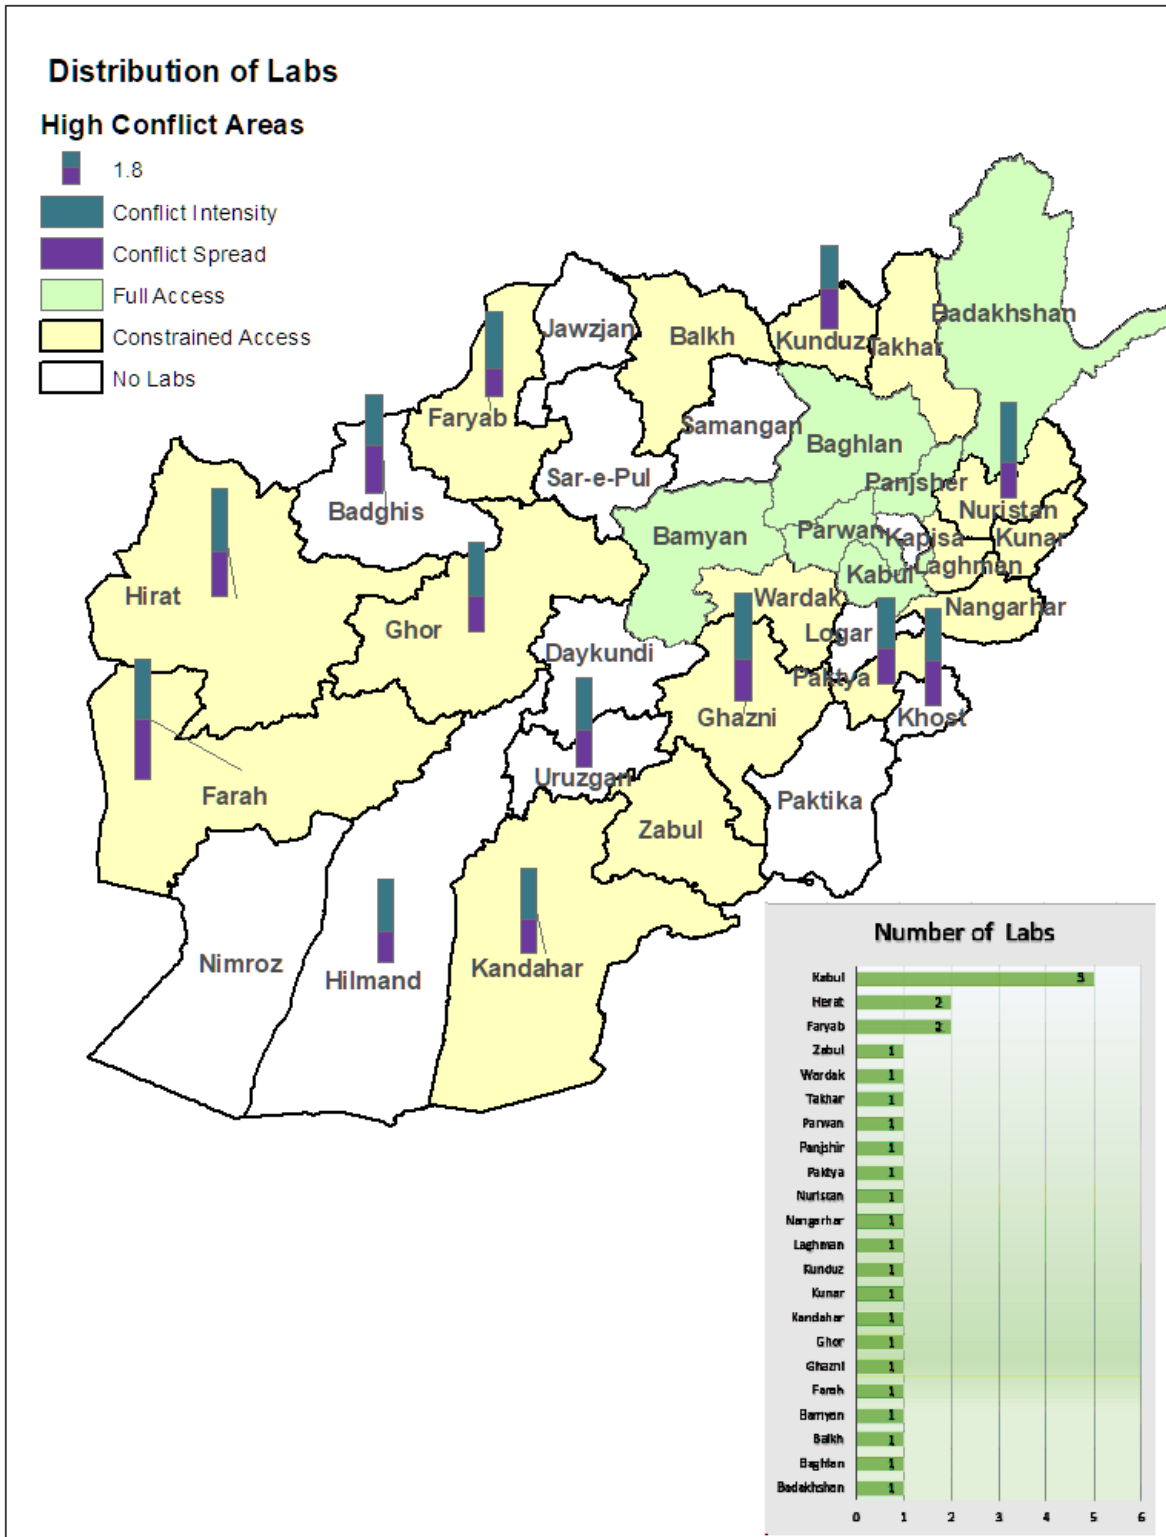 Distribution of Labs
High Conflict Areas
1.8
Conflict Intensity
Conflict Spread
Full Access
Constrained Access
No Labs
Badakhshan
Jawzjan
Balkh
Kunduz
Takhar
Faryab
Samangan
Baghlan
Sar-e-Pul
Panjsher
Badghis
Nuristan
Bamyan
Parwan
Kapisa
Kunar
Laghman
Kabul
Hirat
Wardak
Nangarhar
Ghor
Logar
Daykundi
Paktya
Ghazni
Khost
Uruzgan
Farah
Paktika
Zabul
Nimroz
Hilmand
Kandahar
Number of Labs
Kabul 5
Herat 2
Faryab 2
Zabul 1
Wardak 1
Takhar 1
Parwan 1
Panjshir 1
Paktya 1
Nuristan 1
Nangarhar 1
Laghman 1
Kunduz 1
Kunar 1
Kandahar 1
Ghor 1
Ghazni 1
Farah 1
Bamyan 1
Balkh 1
Baghlan 1
Badakhshan 1
0 1 2 3 4 5 6